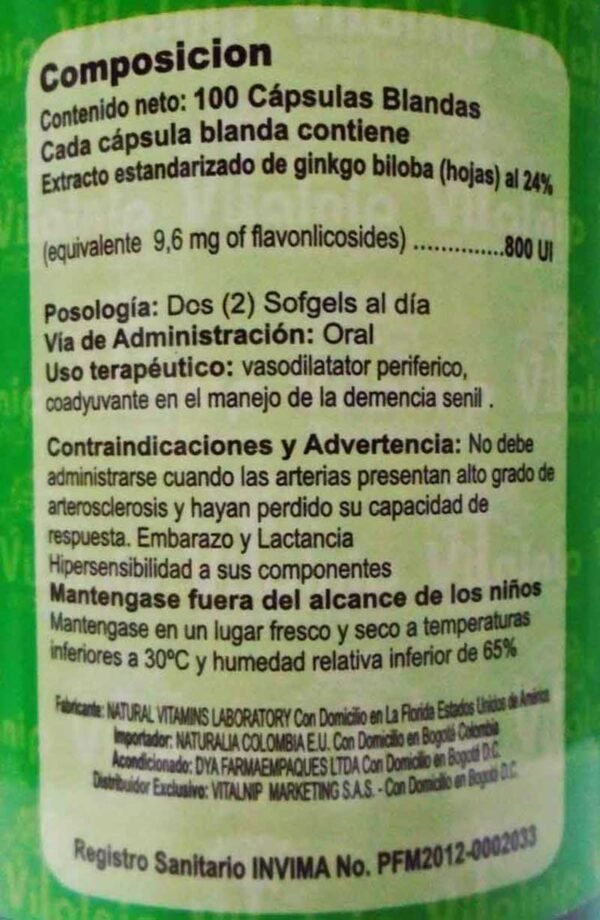 Composicion
Contenido neto: 100 Cápsulas Blandas
Cada cápsula blanda contiene
Extracto estandarizado de ginkgo biloba (hojas) al 24%
(equivalente 9,6 mg of flavonlicosides) ..............800 UI
Posología: Dos (2) Sofgels al día
Via de Administración: Oral
Uso terapéutico: vasodilatator periferico,
coadyuvante en el manejo de la demencia senil .
Contraindicaciones y Advertencia: No debe
administrarse cuando las arterias presentan alto grado de
arterosclerosis y hayan perdido su capacidad de
respuesta. Embarazo y Lactancia
Hipersensibilidad a sus componentes
Mantengase fuera del alcance de los niños
Mantengase en un lugar fresco y seco a temperaturas
inferiores a 30ºC y humedad relativa inferior de 65%
Fabricante: NATURAL VITAMINS LABORATORY Con Domicilio en La Florida Estados Unidos de América
Importador: NATURALIA COLOMBIA E.U. Con Domicilio en Bogotá Colombia
Acondicionado: DYA FARMAEMPAQUES LTDA Con Domicilio en Bogotá D.C.
Distribuidor Exclusivo: VITALNIP MARKETING S.A.S. - Con Domicilio en Bogotá D.C.
Registro Sanitario INVIMA No. PFM2012-0002033